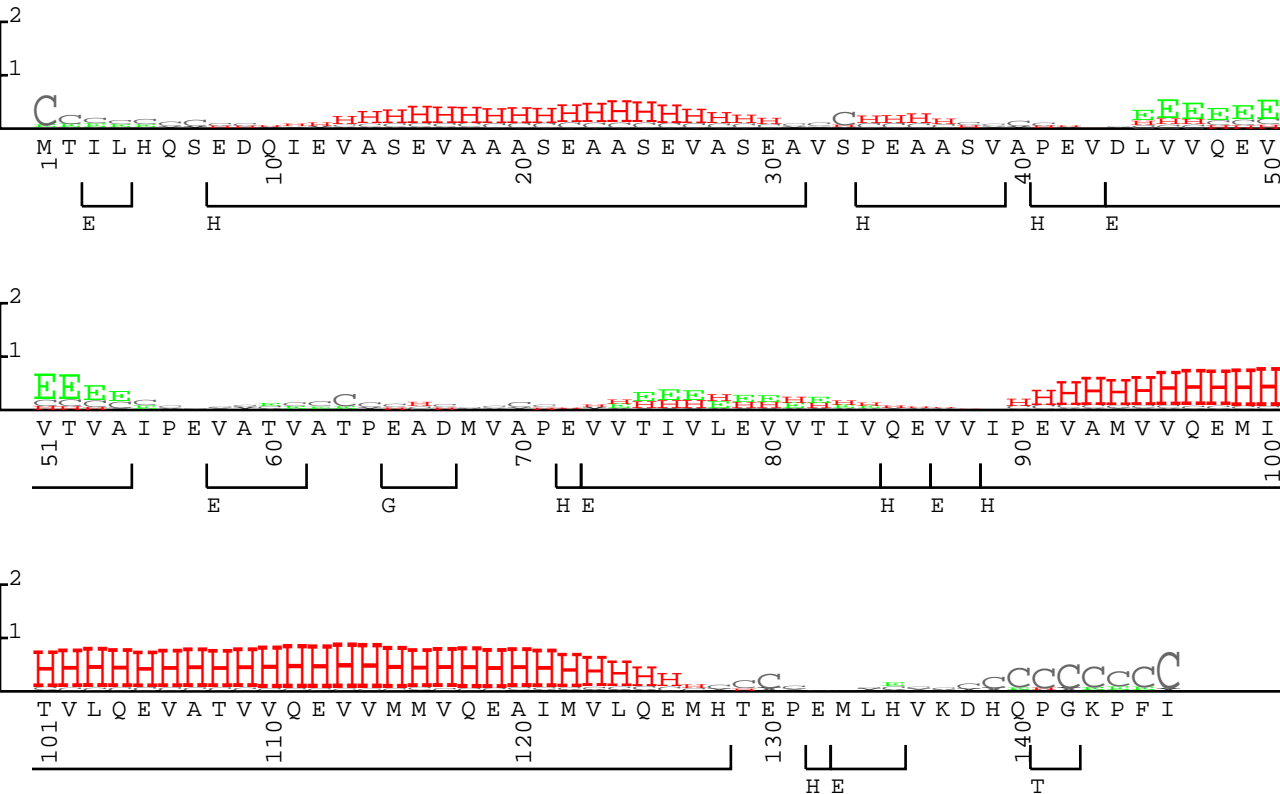 2
1
C C C C C C C H H H H H H H H H H H H H H H H H H C H H H H E E E E E E
M T I L H Q S E D Q I E V A S E V A A A S E A A S E V A S E A V S P E A A S V A P E V D L V V Q E V
1 10 20 30 40 50
E H H H E
2
1
E E E E C H E E E H E E H E H H H H H H H H H H H
V T V A I P E V A T V A T P E A D M V A P E V V T I V L E V V T I V Q E V V I P E V A M V V Q E M I
51 60 70 80 90 100
E G H E H E H
2
1
H H H H H H H H H H H H H H H H H H H H H H H H H H C C C C C C C C C C C C
T V L Q E V A T V V Q E V V M M V Q E A I M V L Q E M H T E P E M L H V K D H Q P G K P F I
101 110 120 130 140
H E T